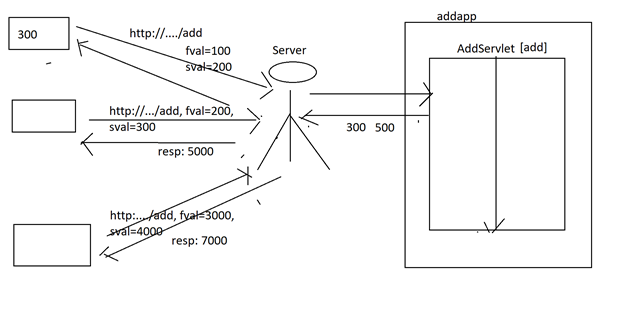 addapp
300
http://..../add
fval=100
sval=200
Server
AddServlet [add]
http://.../add, fval=200,
sval=300
resp: 5000
300 500
http:..../add, fval=3000,
sval=4000
resp: 7000